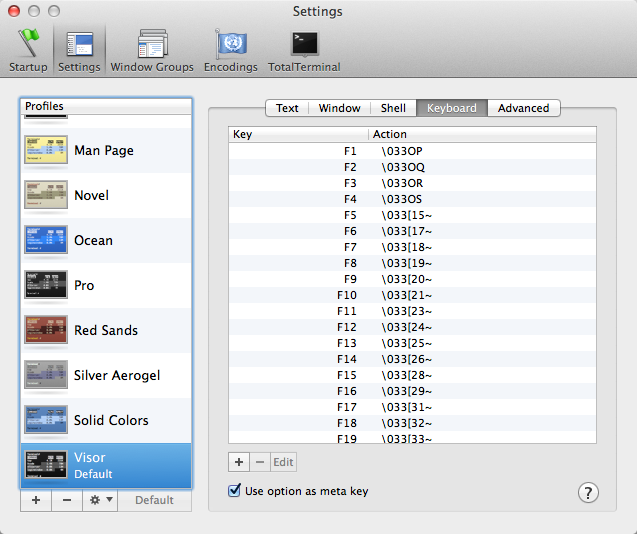 Settings
Startup Settings Window Groups Encodings TotalTerminal
Profiles
Man Page
Novel
Ocean
Pro
Red Sands
Silver Aerogel
Solid Colors
Visor
Default
+ − Default
Text Window Shell Keyboard Advanced
Key Action
F1 \033OP
F2 \033OQ
F3 \033OR
F4 \033OS
F5 \033[15~
F6 \033[17~
F7 \033[18~
F8 \033[19~
F9 \033[20~
F10 \033[21~
F11 \033[23~
F12 \033[24~
F13 \033[25~
F14 \033[26~
F15 \033[28~
F16 \033[29~
F17 \033[31~
F18 \033[32~
F19 \033[33~
+ − Edit
Use option as meta key
?